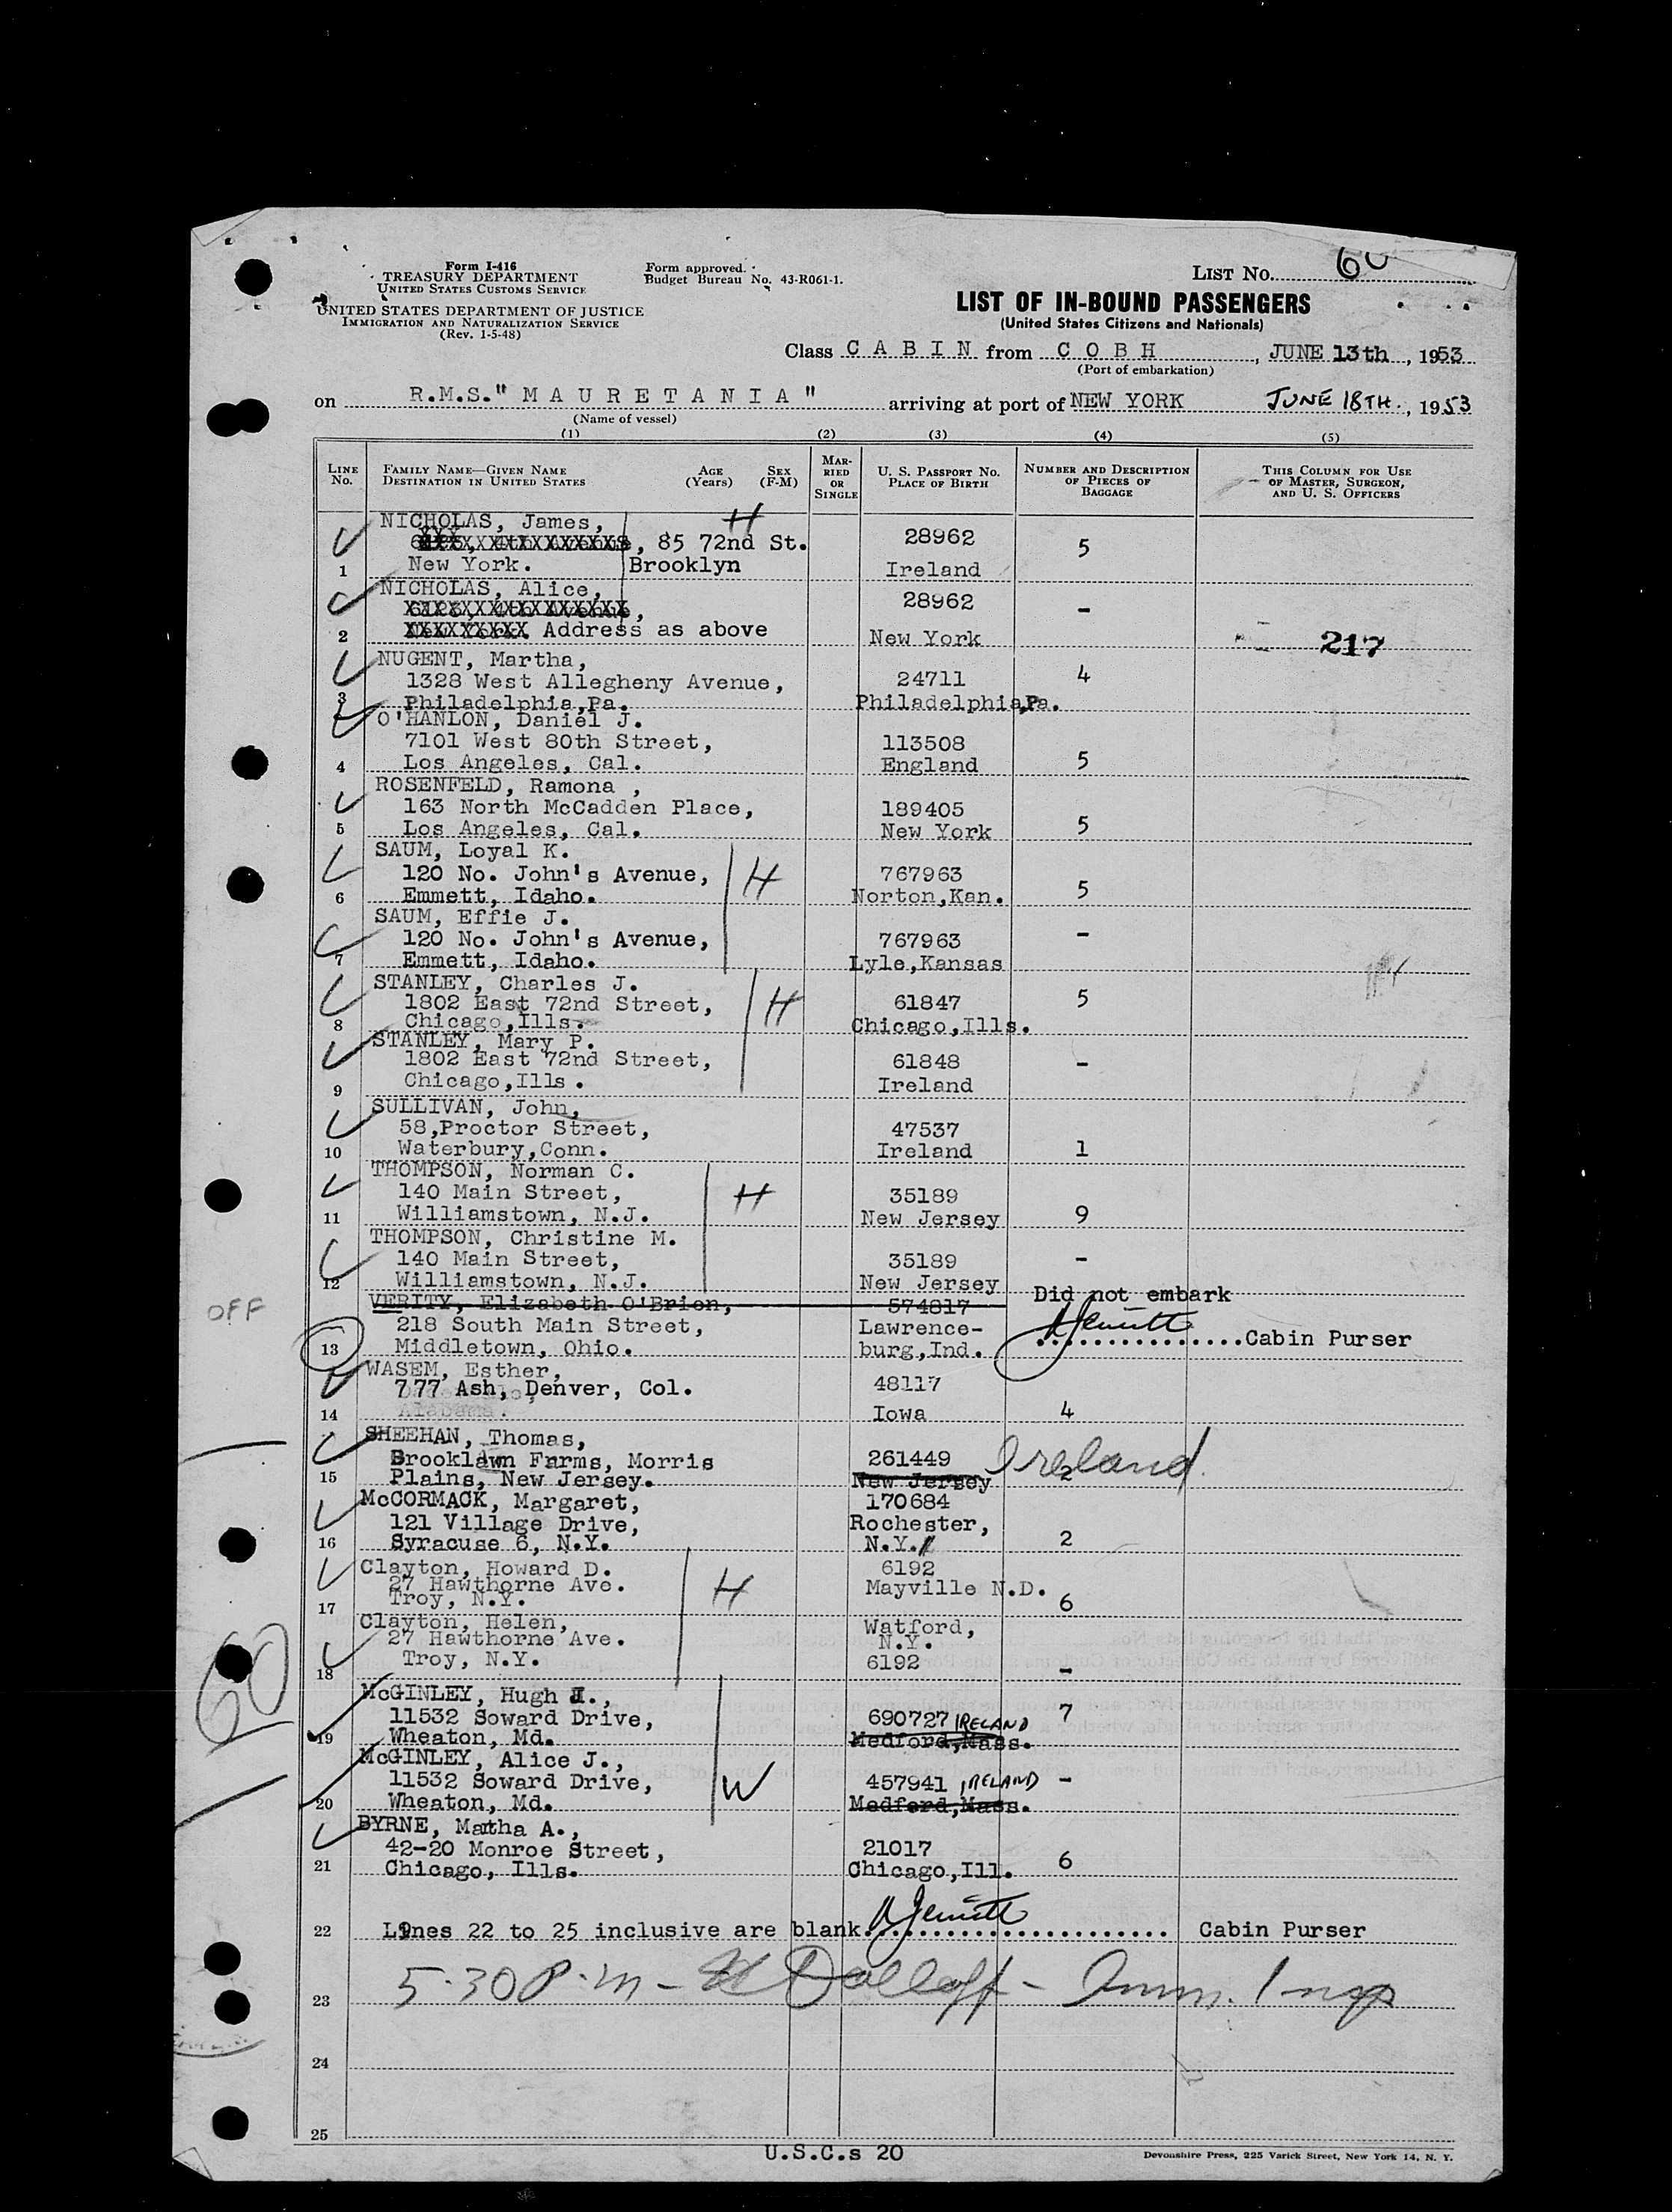 Form I-416
TREASURY DEPARTMENT
UNITED STATES CUSTOMS SERVICE
UNITED STATES DEPARTMENT OF JUSTICE
IMMIGRATION AND NATURALIZATION SERVICE
(Rev. 1-5-48)
Form approved.
Budget Bureau No. 43-R061-1.
LIST NO. 60
LIST OF IN-BOUND PASSENGERS
(United States Citizens and Nationals)
Class CABIN from COBH, JUNE 13th, 1953
(Port of embarkation)
on R.M.S."MAURETANIA" arriving at port of NEW YORK JUNE 18TH., 1953
(Name of vessel)
(1) (2) (3) (4) (5)
LINE NO. FAMILY NAME—GIVEN NAME DESTINATION IN UNITED STATES AGE (Years) SEX (F-M) MARRIED OR SINGLE U. S. PASSPORT NO. PLACE OF BIRTH NUMBER AND DESCRIPTION OF PIECES OF BAGGAGE THIS COLUMN FOR USE OF MASTER, SURGEON, AND U. S. OFFICERS
NICHOLAS, James, H
, 85 72nd St. 28962 5
1 New York. Brooklyn Ireland
NICHOLAS, Alice, 28962 -
2 Address as above New York 217
NUGENT, Martha,
1328 West Allegheny Avenue, 24711 4
3 Philadelphia,Pa. Philadelphia,Pa.
O'HANLON, Daniel J.
7101 West 80th Street, 113508
4 Los Angeles, Cal. England 5
ROSENFELD, Ramona ,
163 North McCadden Place, 189405
5 Los Angeles, Cal. New York 5
SAUM, Loyal K.
120 No. John's Avenue, H 767963
6 Emmett, Idaho. Norton,Kan. 5
SAUM, Effie J.
120 No. John's Avenue, 767963 -
7 Emmett, Idaho. Lyle,Kansas
STANLEY, Charles J.
1802 East 72nd Street, H 61847 5
8 Chicago,Ills. Chicago,Ills.
STANLEY, Mary P.
1802 East 72nd Street, 61848 -
9 Chicago,Ills. Ireland
SULLIVAN, John,
58,Proctor Street, 47537
10 Waterbury,Conn. Ireland 1
THOMPSON, Norman C.
140 Main Street, H 35189
11 Williamstown, N.J. New Jersey 9
THOMPSON, Christine M.
140 Main Street, 35189 -
12 Williamstown, N.J. New Jersey
OFF VERITY, Elizabeth O'Brien, 574817 Did not embark
218 South Main Street, Lawrence-
13 Middletown, Ohio. burg,Ind. Cabin Purser
WASEM, Esther,
777 Ash, Denver, Col. 48117
14 Alabama. Iowa 4
SHEEHAN, Thomas,
Brooklawn Farms, Morris 261449 Ireland
15 Plains, New Jersey. New Jersey 2
McCORMACK, Margaret, 170684
121 Village Drive, Rochester,
16 Syracuse 6, N.Y. N.Y. 2
Clayton, Howard D. 6192
27 Hawthorne Ave. H Mayville N.D.
17 Troy, N.Y. 6
Clayton, Helen, Watford,
27 Hawthorne Ave. N.Y.
18 Troy, N.Y. 6192 -
60
McGINLEY, Hugh J.,
11532 Soward Drive, 690727 IRELAND 7
19 Wheaton, Md. Medford,Mass.
McGINLEY, Alice J.,
11532 Soward Drive, W 457941 IRELAND -
20 Wheaton, Md. Medford,Mass.
BYRNE, Martha A.,
42-20 Monroe Street, 21017
21 Chicago, Ills. Chicago,Ill. 6
22 Lines 22 to 25 inclusive are blank. Cabin Purser
23 5.30 P.m - Dolloff - Imm. Insp
24
25
U.S.C.s 20
Devonshire Press, 225 Varick Street, New York 14, N. Y.